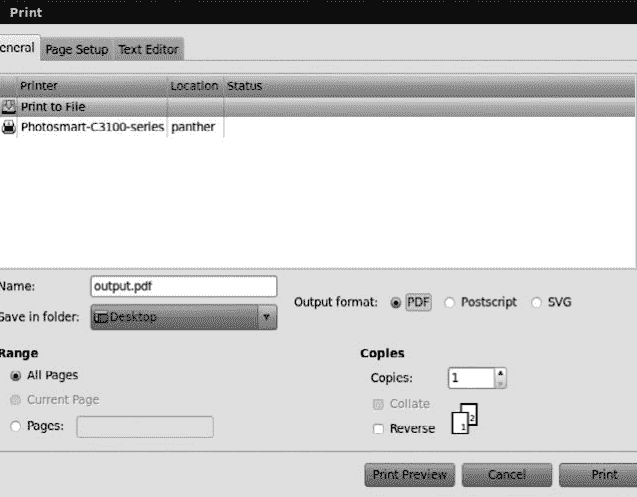 Print
eneral Page Setup Text Editor
Printer Location Status
Print to File
Photosmart-C3100-series panther
Name: output.pdf
Save in folder: Desktop
Output format: PDF Postscript SVG
Range
All Pages
Current Page
Pages:
Copies
Copies: 1
Collate
Reverse
1 2
Print Preview Cancel Print